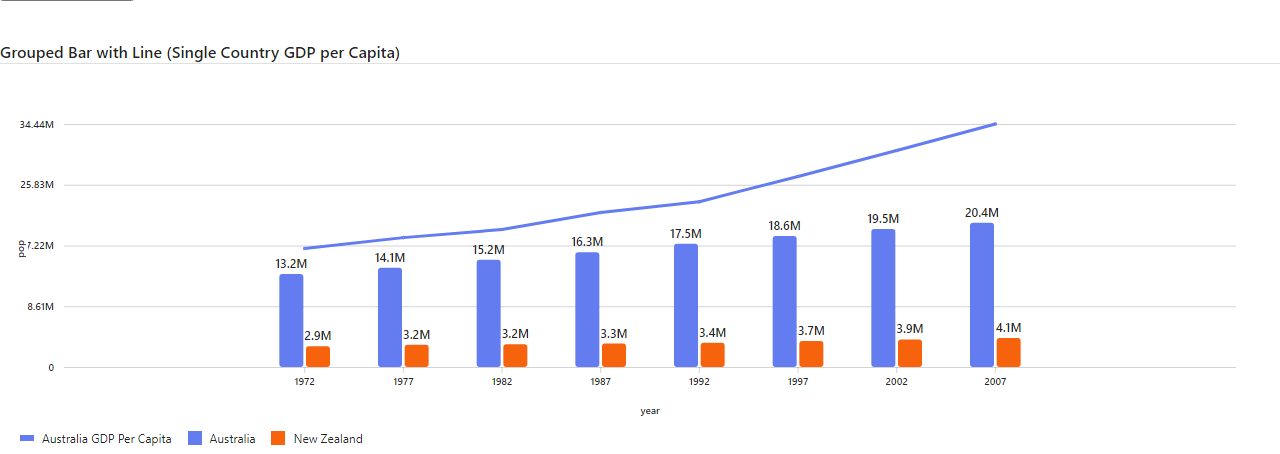 Grouped Bar with Line (Single Country GDP per Capita)
34.44M
25.83M
7.22M
8.61M
0
pop
13.2M
14.1M
15.2M
16.3M
17.5M
18.6M
19.5M
20.4M
2.9M
3.2M
3.2M
3.3M
3.4M
3.7M
3.9M
4.1M
1972 1977 1982 1987 1992 1997 2002 2007
year
Australia GDP Per Capita Australia New Zealand